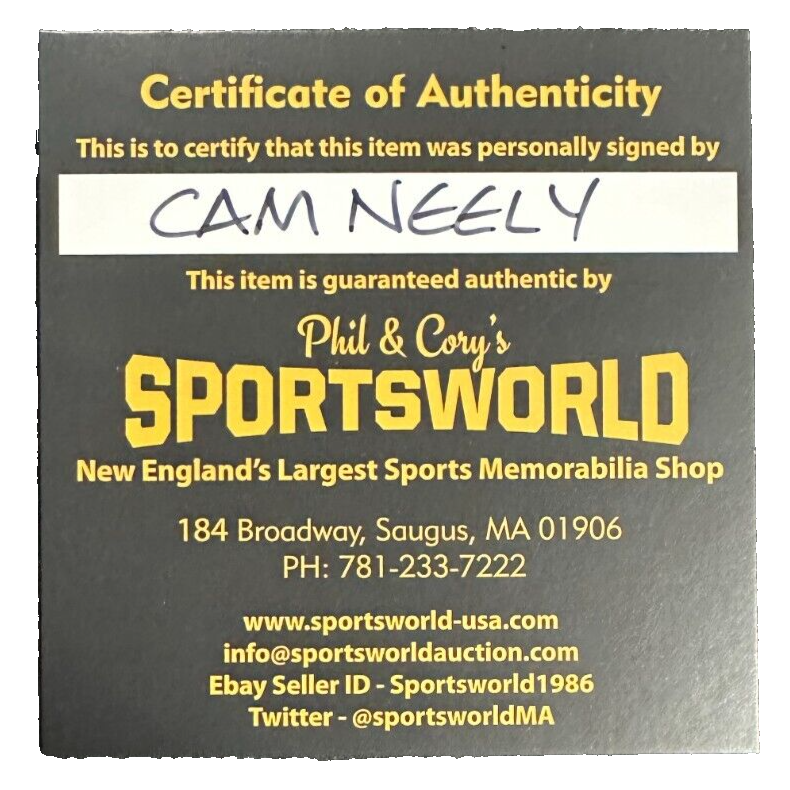 Certificate of Authenticity
This is to certify that this item was personally signed by
CAM NEELY
This item is guaranteed authentic by
Phil & Cory's
SPORTSWORLD
New England's Largest Sports Memorabilia Shop
184 Broadway, Saugus, MA 01906
PH: 781-233-7222
www.sportsworld-usa.com
info@sportsworldauction.com
Ebay Seller ID - Sportsworld1986
Twitter - @sportsworldMA